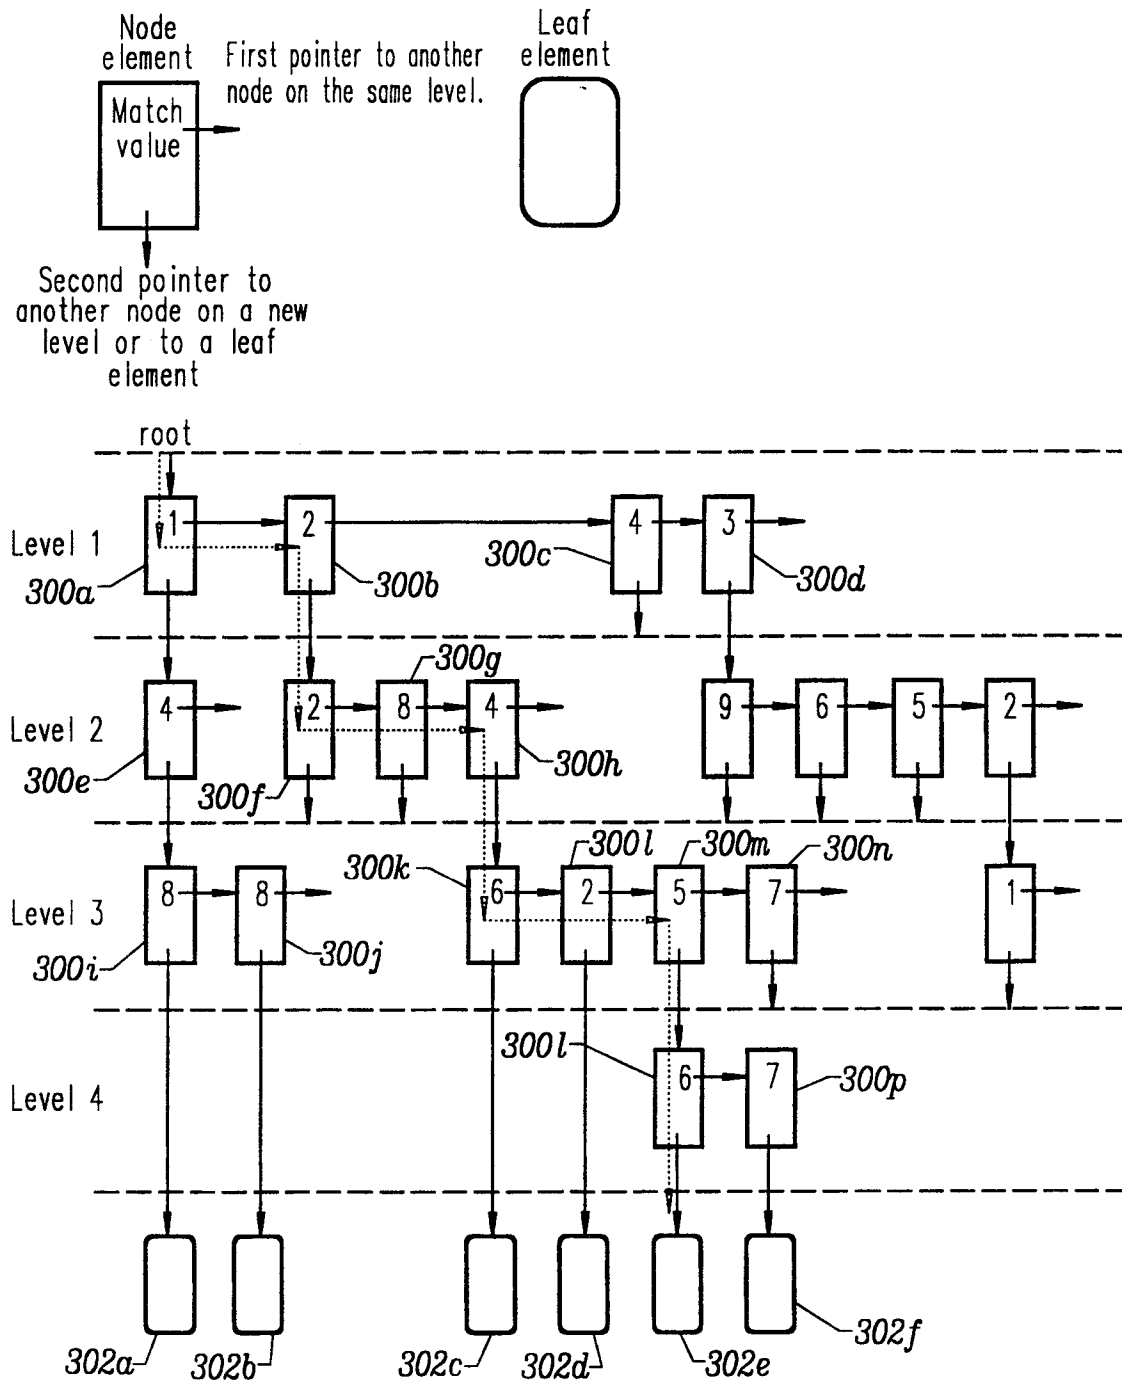 Node
element
First pointer to another
node on the same level.
Leaf
element
Match
value
Second pointer to
another node on a new
level or to a leaf
element
root
Level 1
1
2
4
3
300a
300b
300c
300d
Level 2
4
2
8
4
9
6
5
2
300e
300f
300g
300h
Level 3
8
8
6
2
5
7
1
300i
300j
300k
300l
300m
300n
Level 4
6
7
300l
300p
302a
302b
302c
302d
302e
302f